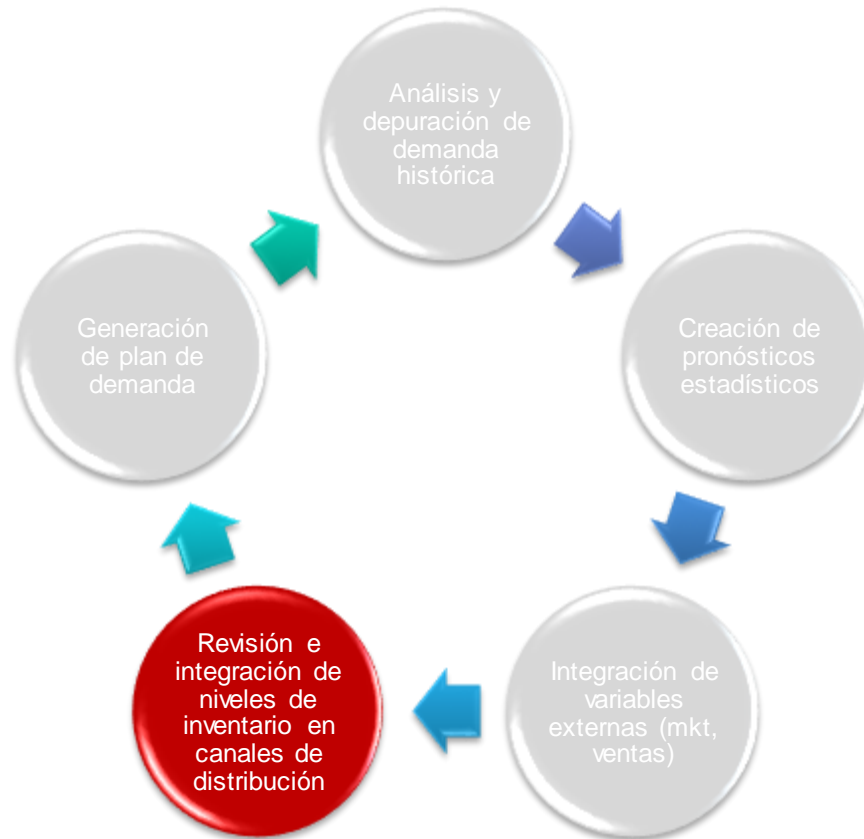 Análisis y
depuración de
demanda
histórica
Creación de
pronósticos
estadísticos
Integración de
variables
externas (mkt,
ventas)
Revisión e
integración de
niveles de
inventario en
canales de
distribución
Generación
de plan de
demanda